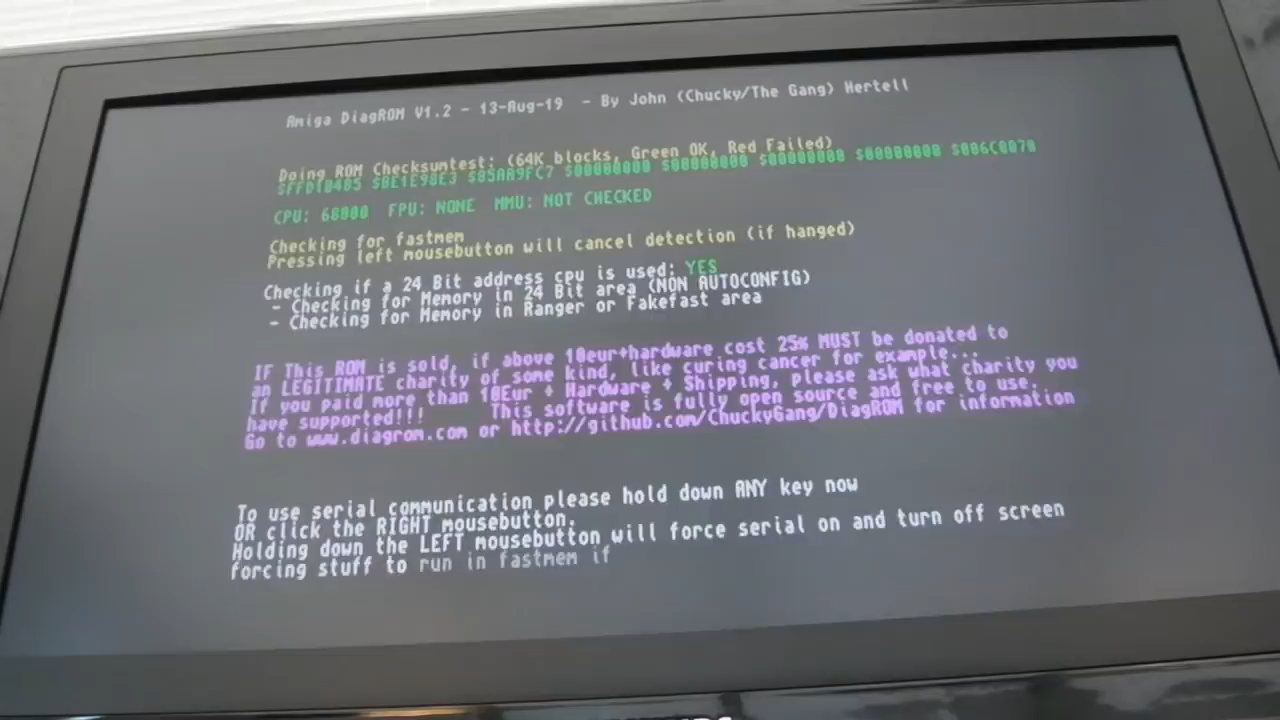 Amiga DiagROM V1.2 - 13-Aug-19 - By John (Chucky/The Gang) Hertell
Doing ROM Checksumtest: (64K blocks, Green OK, Red Failed)
$00000000 $00000000 $00000000 $00000000
CPU: 68000 FPU: NONE MMU: NOT CHECKED
Checking for fastmem
Pressing left mousebutton will cancel detection (if hanged)
Checking if a 24 Bit address cpu is used: YES
- Checking for Memory in 24 Bit area (NON AUTOCONFIG)
- Checking for Memory in Ranger or Fakefast area
IF This ROM is sold, if above 10eur+hardware cost 25% MUST be donated to
an LEGITIMATE charity of some kind, like curing cancer for example...
If you paid more than 10Eur + Hardware + Shipping, please ask what charity you
have supported!!! This software is fully open source and free to use.
Go to www.diagrom.com or http://github.com/ChuckyGang/DiagROM for information
To use serial communication please hold down ANY key now
OR click the RIGHT mousebutton.
Holding down the LEFT mousebutton will force serial on and turn off screen
forcing stuff to run in fastmem if